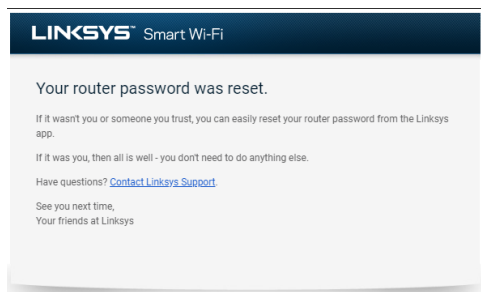 LINKSYS™ Smart Wi-Fi
Your router password was reset.
If it wasn't you or someone you trust, you can easily reset your router password from the Linksys
app.
If it was you, then all is well - you don't need to do anything else.
Have questions? Contact Linksys Support.
See you next time,
Your friends at Linksys